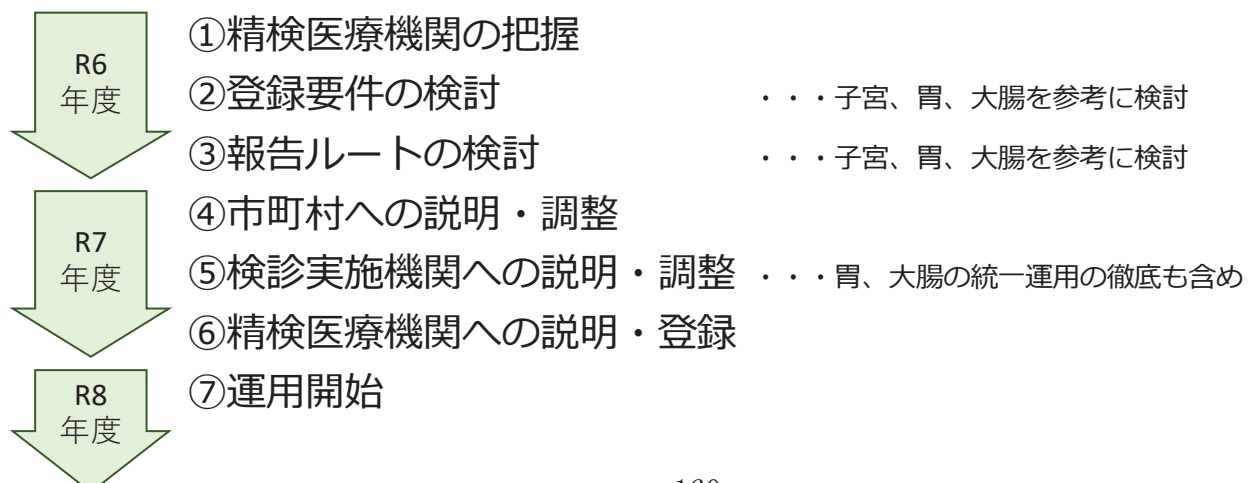 R6
年度
①精検医療機関の把握
②登録要件の検討 ・・・子宮、胃、大腸を参考に検討
③報告ルートの検討 ・・・子宮、胃、大腸を参考に検討
R7
年度
④市町村への説明・調整
⑤検診実施機関への説明・調整 ・・・胃、大腸の統一運用の徹底も含め
⑥精検医療機関への説明・登録
R8
年度
⑦運用開始